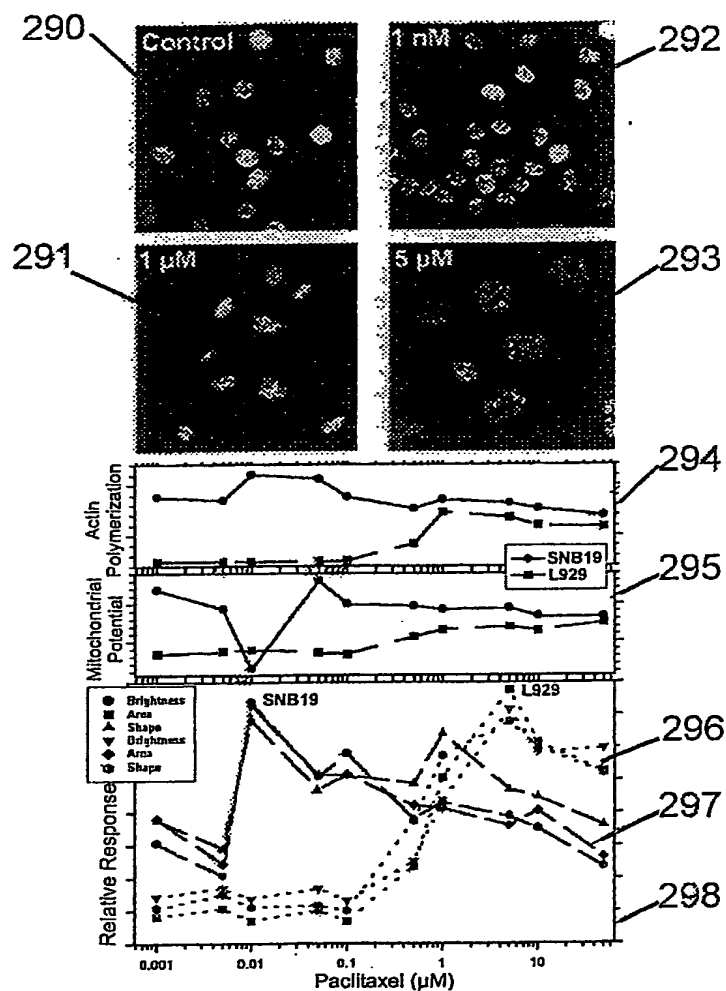 290
Control
1 nM
292
291
1 µM
5 µM
293
294
Actin
Polymerization
SNB19
L929
295
Mitochondrial
Potential
Brightness
Area
Shape
Brightness
Area
Shape
SNB19
L929
296
297
298
Relative Response
0.001
0.01
0.1
1
10
Paclitaxel (µM)